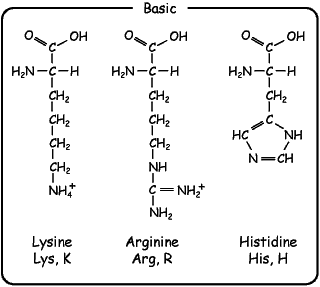 Basic
O OH
C
H₂N–C–H
CH₂
CH₂
CH₂
CH₂
NH₄⁺
Lysine
Lys, K
O OH
C
H₂N–C–H
CH₂
CH₂
CH₂
NH
C=NH₂⁺
NH₂
Arginine
Arg, R
O OH
C
H₂N–C–H
CH₂
C
HC NH
N=CH
Histidine
His, H